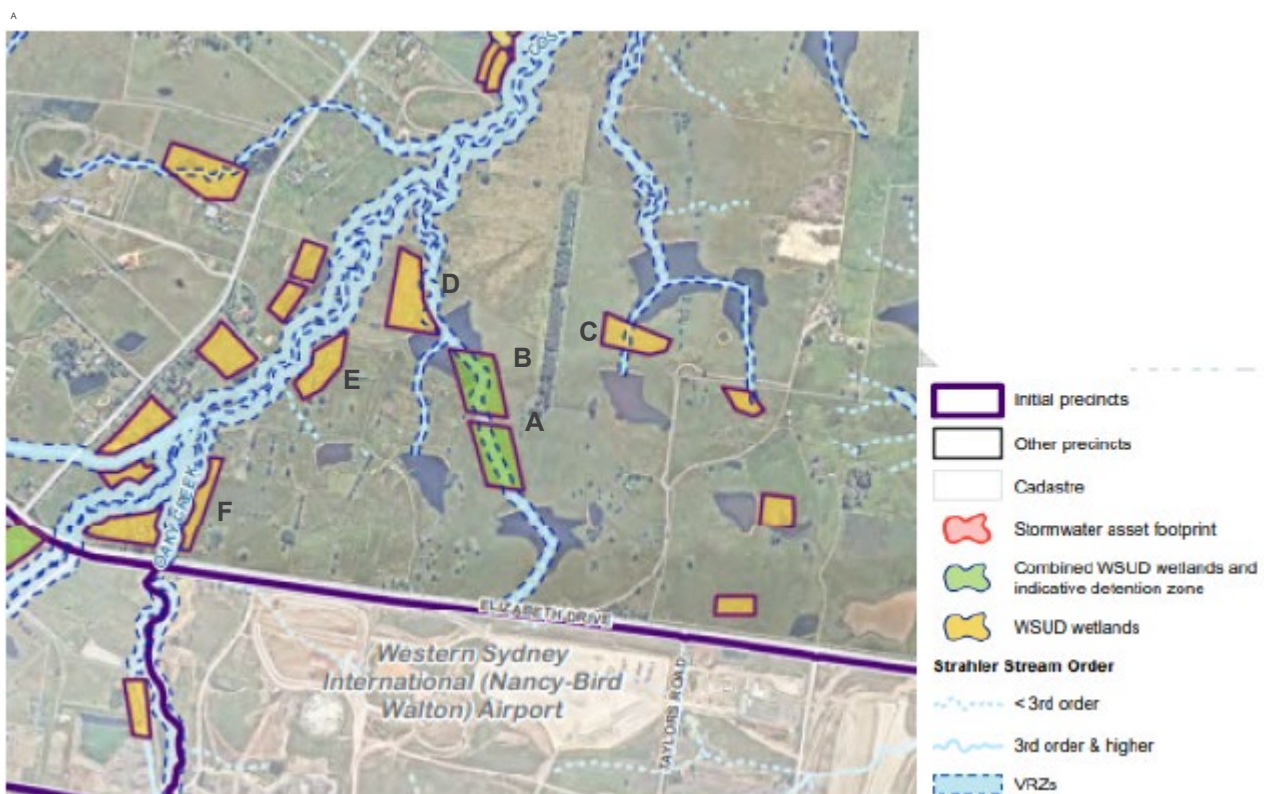 A
COS
D
B
C
E
A
F
OAKY CREEK
ELIZABETH DRIVE
Western Sydney
International (Nancy-Bird
Walton) Airport
TAYLORS ROAD
Initial precincts
Other precincts
Cadastre
Stormwater asset footprint
Combined WSUD wetlands and
indicative detention zone
WSUD wetlands
Strahler Stream Order
< 3rd order
3rd order & higher
VRZs